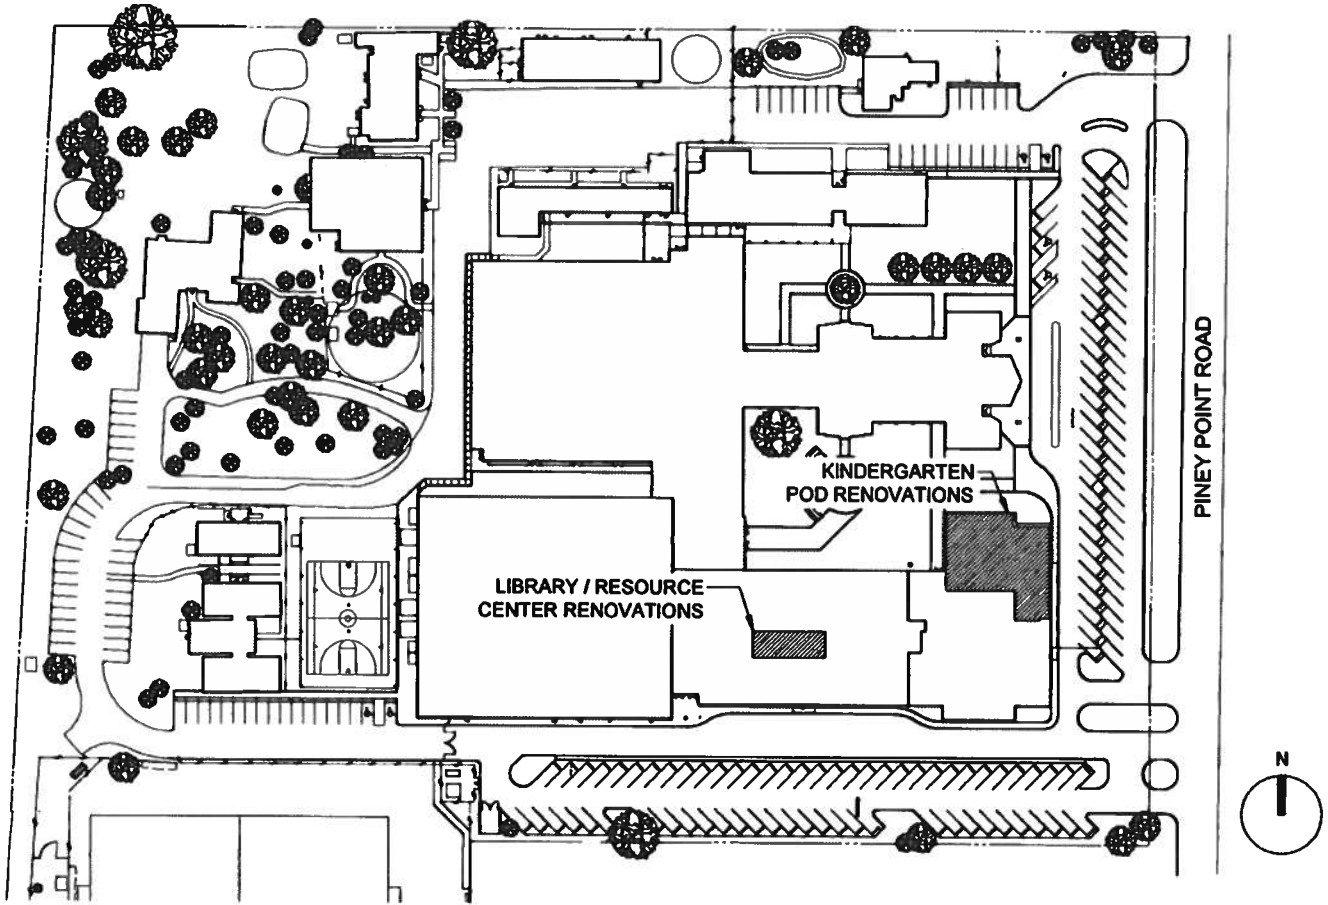 KINDERGARTEN
POD RENOVATIONS
LIBRARY / RESOURCE
CENTER RENOVATIONS
PINEY POINT ROAD
N